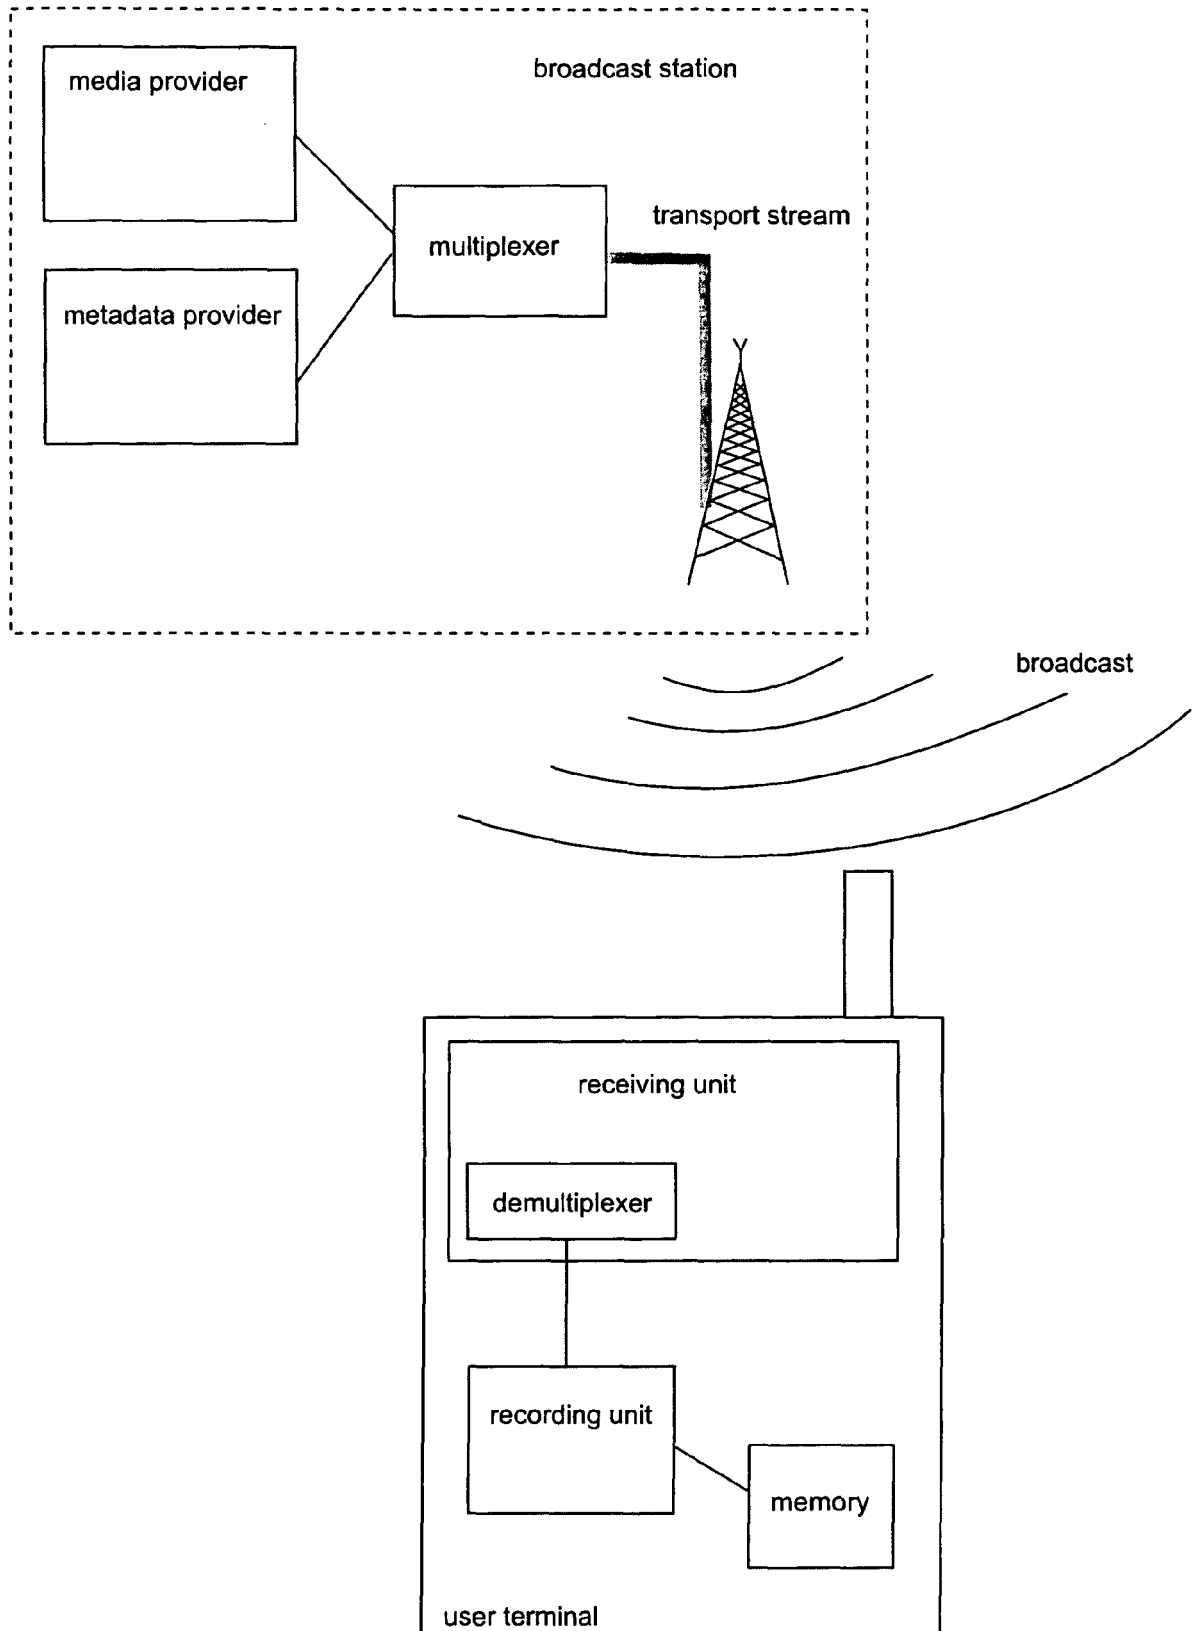 media provider
broadcast station
transport stream
multiplexer
metadata provider
broadcast
receiving unit
demultiplexer
recording unit
memory
user terminal